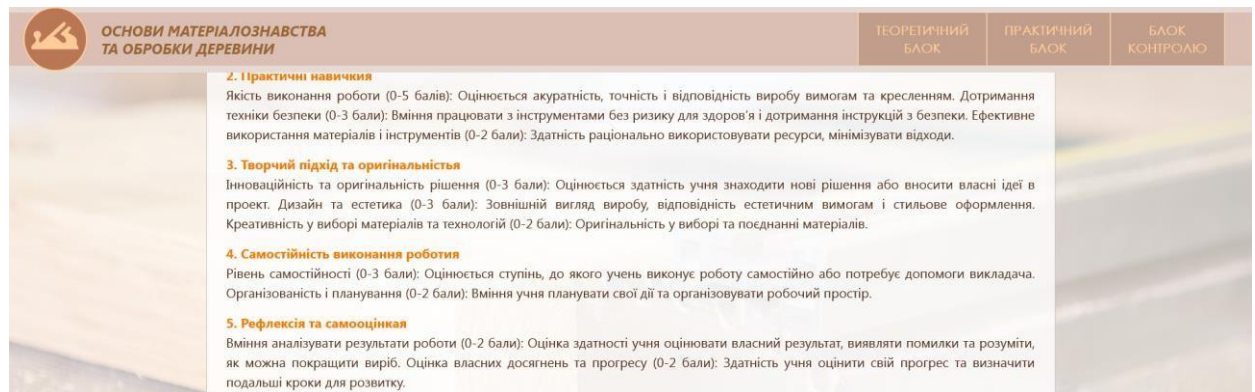 ОСНОВИ МАТЕРІАЛОЗНАВСТВА
ТА ОБРОБКИ ДЕРЕВИНИ
ТЕОРЕТИЧНИЙ
БЛОК
ПРАКТИЧНИЙ
БЛОК
БЛОК
КОНТРОЛЮ
2. Практичні навичкия
Якість виконання роботи (0-5 балів): Оцінюється акуратність, точність і відповідність виробу вимогам та кресленням. Дотримання
техніки безпеки (0-3 бали): Вміння працювати з інструментами без ризику для здоров'я і дотримання інструкцій з безпеки. Ефективне
використання матеріалів і інструментів (0-2 бали): Здатність раціонально використовувати ресурси, мінімізувати відходи.
3. Творчий підхід та оригінальністья
Інноваційність та оригінальність рішення (0-3 бали): Оцінюється здатність учня знаходити нові рішення або вносити власні ідеї в
проект. Дизайн та естетика (0-3 бали): Зовнішній вигляд виробу, відповідність естетичним вимогам і стильове оформлення.
Креативність у виборі матеріалів та технологій (0-2 бали): Оригінальність у виборі та поєднанні матеріалів.
4. Самостійність виконання роботия
Рівень самостійності (0-3 бали): Оцінюється ступінь, до якого учень виконує роботу самостійно або потребує допомоги викладача.
Організованість і планування (0-2 бали): Вміння учня планувати свої дії та організовувати робочий простір.
5. Рефлексія та самооцінкая
Вміння аналізувати результати роботи (0-2 бали): Оцінка здатності учня оцінювати власний результат, виявляти помилки та розуміти,
як можна покращити виріб. Оцінка власних досягнень та прогресу (0-2 бали): Здатність учня оцінити свій прогрес та визначити
подальші кроки для розвитку.